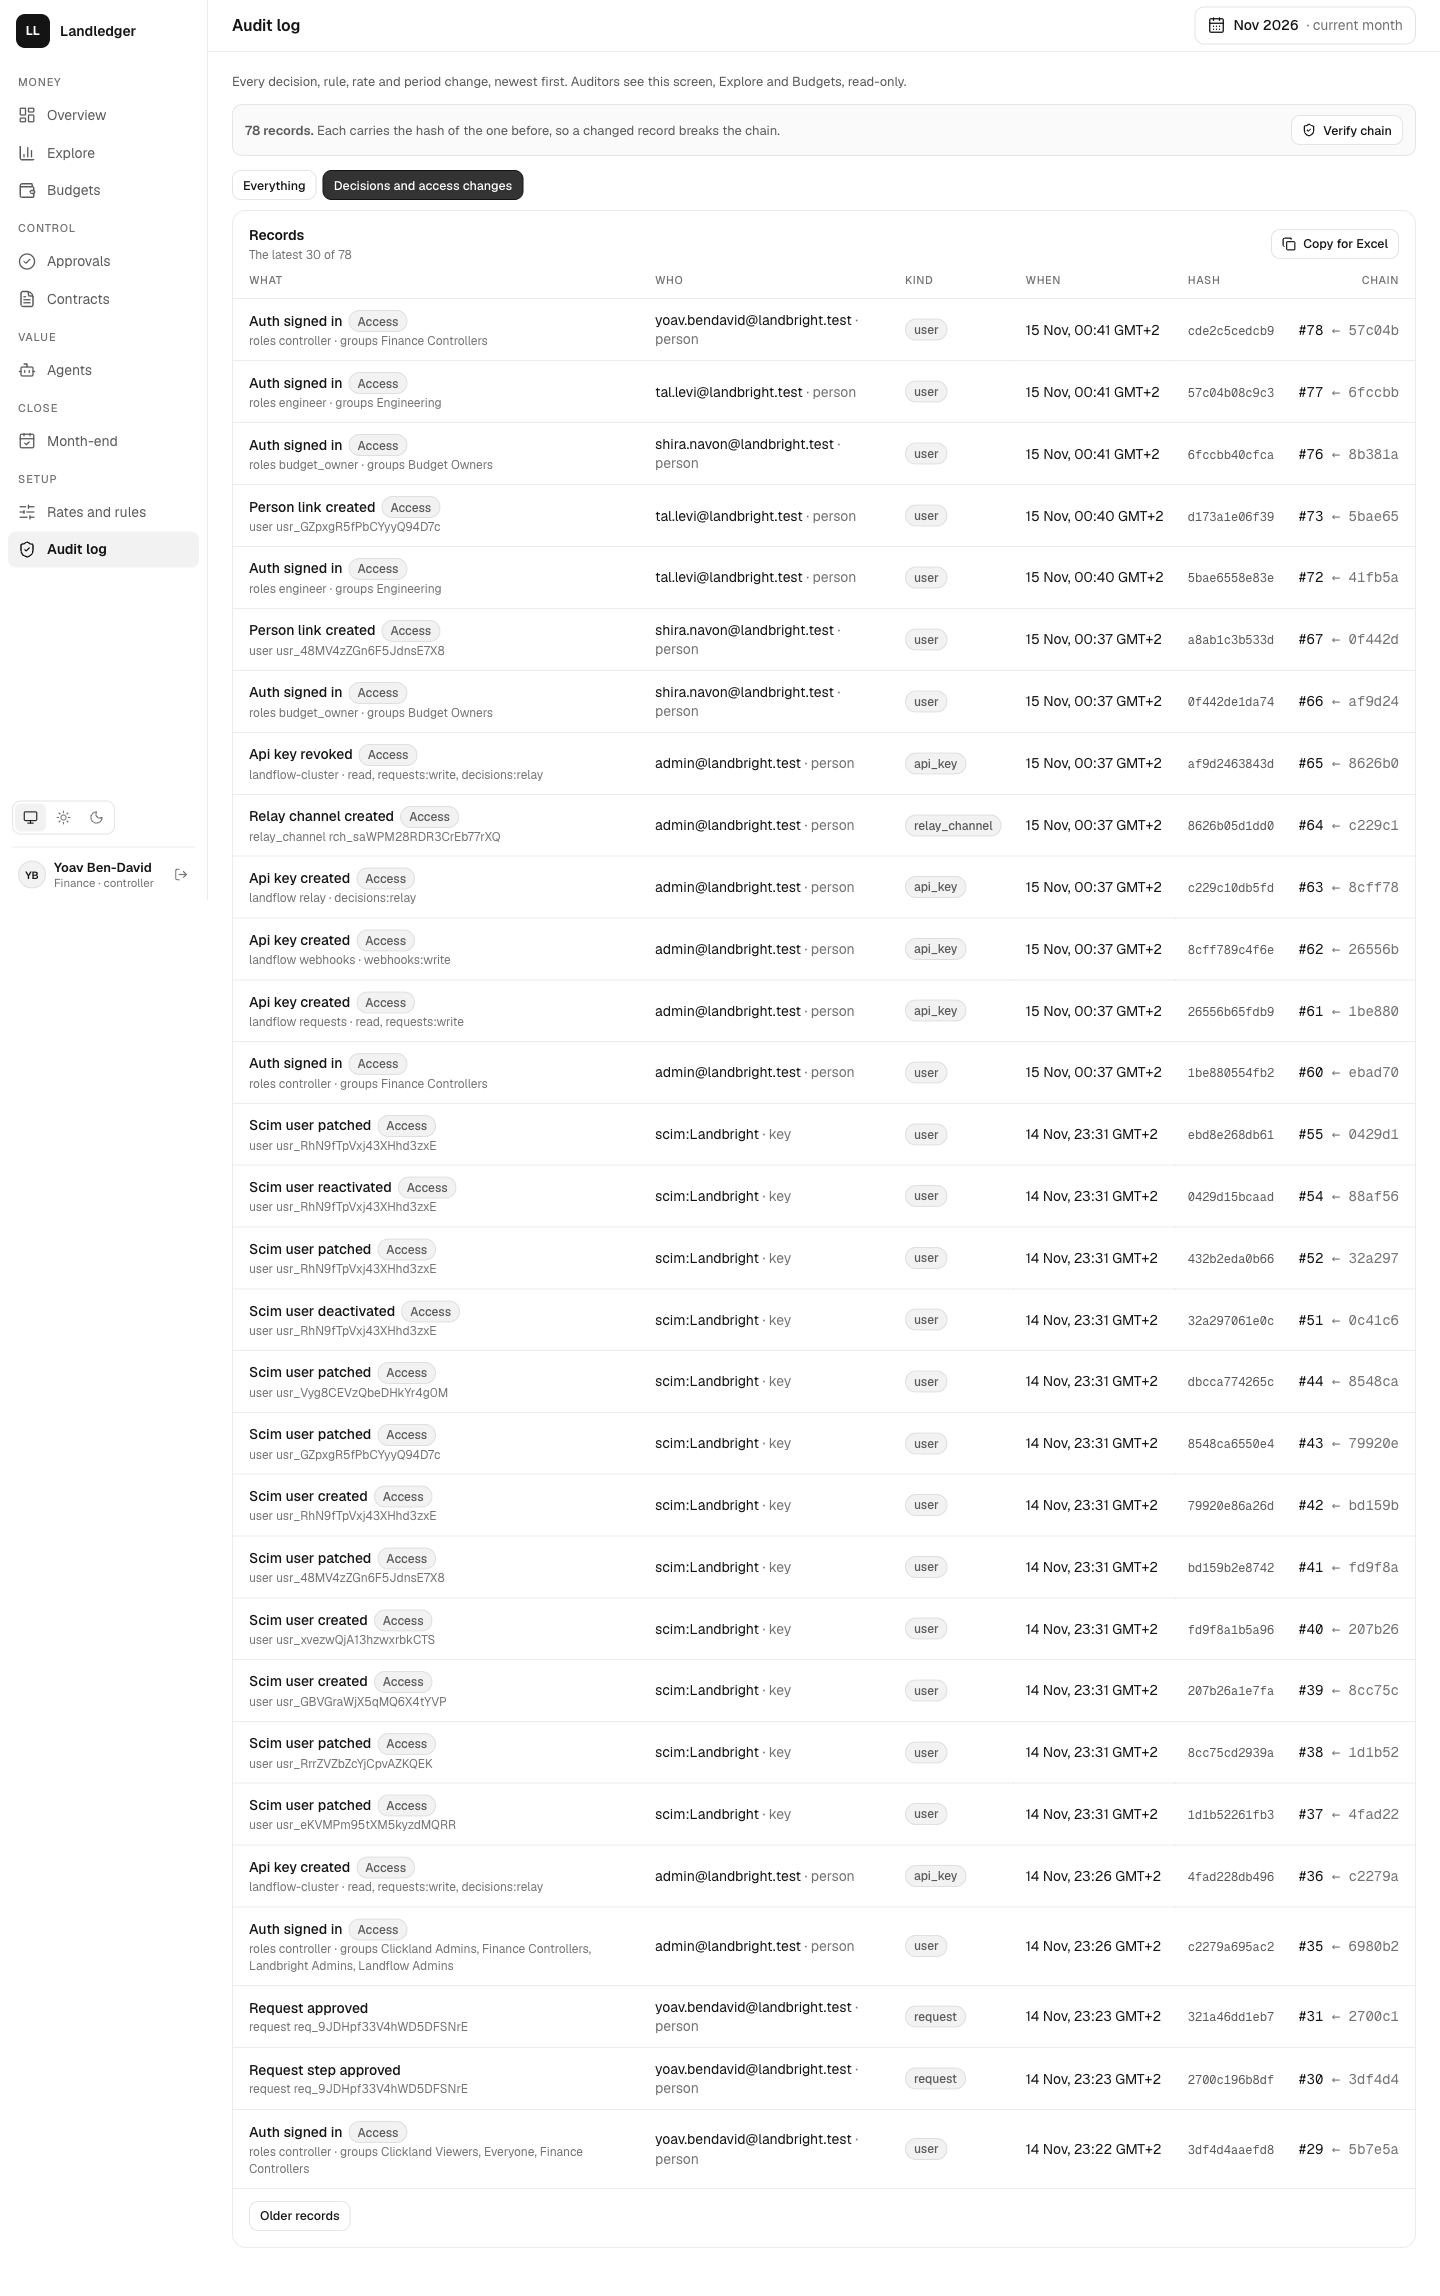 LL Landledger
MONEY
Overview
Explore
Budgets
CONTROL
Approvals
Contracts
VALUE
Agents
CLOSE
Month-end
SETUP
Rates and rules
Audit log
YB Yoav Ben-David
Finance · controller
Audit log
Nov 2026 · current month
Every decision, rule, rate and period change, newest first. Auditors see this screen, Explore and Budgets, read-only.
78 records. Each carries the hash of the one before, so a changed record breaks the chain.
Verify chain
Everything Decisions and access changes
Records
The latest 30 of 78
Copy for Excel
WHAT WHO KIND WHEN HASH CHAIN
Auth signed in Access
roles controller · groups Finance Controllers
yoav.bendavid@landbright.test ·
person
user 15 Nov, 00:41 GMT+2 cde2c5cedcb9 #78 ← 57c04b
Auth signed in Access
roles engineer · groups Engineering
tal.levi@landbright.test · person user 15 Nov, 00:41 GMT+2 57c04b08c9c3 #77 ← 6fccbb
Auth signed in Access
roles budget_owner · groups Budget Owners
shira.navon@landbright.test ·
person
user 15 Nov, 00:41 GMT+2 6fccbb40cfca #76 ← 8b381a
Person link created Access
user usr_GZpxgR5fPbCYyyQ94D7c
tal.levi@landbright.test · person user 15 Nov, 00:40 GMT+2 d173a1e06f39 #73 ← 5bae65
Auth signed in Access
roles engineer · groups Engineering
tal.levi@landbright.test · person user 15 Nov, 00:40 GMT+2 5bae6558e83e #72 ← 41fb5a
Person link created Access
user usr_48MV4zZGn6F5JdnsE7X8
shira.navon@landbright.test ·
person
user 15 Nov, 00:37 GMT+2 a8ab1c3b533d #67 ← 0f442d
Auth signed in Access
roles budget_owner · groups Budget Owners
shira.navon@landbright.test ·
person
user 15 Nov, 00:37 GMT+2 0f442de1da74 #66 ← af9d24
Api key revoked Access
landflow-cluster · read, requests:write, decisions:relay
admin@landbright.test · person api_key 15 Nov, 00:37 GMT+2 af9d2463843d #65 ← 8626b0
Relay channel created Access
relay_channel rch_saWPM28RDR3CrEb77rXQ
admin@landbright.test · person relay_channel 15 Nov, 00:37 GMT+2 8626b05d1dd0 #64 ← c229c1
Api key created Access
landflow relay · decisions:relay
admin@landbright.test · person api_key 15 Nov, 00:37 GMT+2 c229c10db5fd #63 ← 8cff78
Api key created Access
landflow webhooks · webhooks:write
admin@landbright.test · person api_key 15 Nov, 00:37 GMT+2 8cff789c4f6e #62 ← 26556b
Api key created Access
landflow requests · read, requests:write
admin@landbright.test · person api_key 15 Nov, 00:37 GMT+2 26556b65fdb9 #61 ← 1be880
Auth signed in Access
roles controller · groups Finance Controllers
admin@landbright.test · person user 15 Nov, 00:37 GMT+2 1be880554fb2 #60 ← ebad70
Scim user patched Access
user usr_RhN9fTpVxj43XHhd3zxE
scim:Landbright · key user 14 Nov, 23:31 GMT+2 ebd8e268db61 #55 ← 0429d1
Scim user reactivated Access
user usr_RhN9fTpVxj43XHhd3zxE
scim:Landbright · key user 14 Nov, 23:31 GMT+2 0429d15bcaad #54 ← 88af56
Scim user patched Access
user usr_RhN9fTpVxj43XHhd3zxE
scim:Landbright · key user 14 Nov, 23:31 GMT+2 432b2eda0b66 #52 ← 32a297
Scim user deactivated Access
user usr_RhN9fTpVxj43XHhd3zxE
scim:Landbright · key user 14 Nov, 23:31 GMT+2 32a297061e0c #51 ← 0c41c6
Scim user patched Access
user usr_Vyg8CEVzQbeDHkYr4g0M
scim:Landbright · key user 14 Nov, 23:31 GMT+2 dbcca774265c #44 ← 8548ca
Scim user patched Access
user usr_GZpxgR5fPbCYyyQ94D7c
scim:Landbright · key user 14 Nov, 23:31 GMT+2 8548ca6550e4 #43 ← 79920e
Scim user created Access
user usr_RhN9fTpVxj43XHhd3zxE
scim:Landbright · key user 14 Nov, 23:31 GMT+2 79920e86a26d #42 ← bd159b
Scim user patched Access
user usr_48MV4zZGn6F5JdnsE7X8
scim:Landbright · key user 14 Nov, 23:31 GMT+2 bd159b2e8742 #41 ← fd9f8a
Scim user created Access
user usr_xvezwQjA13hzwxrbkCTS
scim:Landbright · key user 14 Nov, 23:31 GMT+2 fd9f8a1b5a96 #40 ← 207b26
Scim user created Access
user usr_GBVGraWjX5qMQ6X4tYVP
scim:Landbright · key user 14 Nov, 23:31 GMT+2 207b26a1e7fa #39 ← 8cc75c
Scim user patched Access
user usr_RrrZVZbZcYjCpvAZKQEK
scim:Landbright · key user 14 Nov, 23:31 GMT+2 8cc75cd2939a #38 ← 1d1b52
Scim user patched Access
user usr_eKVMPm95tXM5kyzdMQRR
scim:Landbright · key user 14 Nov, 23:31 GMT+2 1d1b52261fb3 #37 ← 4fad22
Api key created Access
landflow-cluster · read, requests:write, decisions:relay
admin@landbright.test · person api_key 14 Nov, 23:26 GMT+2 4fad228db496 #36 ← c2279a
Auth signed in Access
roles controller · groups Clickland Admins, Finance Controllers,
Landbright Admins, Landflow Admins
admin@landbright.test · person user 14 Nov, 23:26 GMT+2 c2279a695ac2 #35 ← 6980b2
Request approved
request req_9JDHpf33V4hWD5DFSNrE
yoav.bendavid@landbright.test ·
person
request 14 Nov, 23:23 GMT+2 321a46dd1eb7 #31 ← 2700c1
Request step approved
request req_9JDHpf33V4hWD5DFSNrE
yoav.bendavid@landbright.test ·
person
request 14 Nov, 23:23 GMT+2 2700c196b8df #30 ← 3df4d4
Auth signed in Access
roles controller · groups Clickland Viewers, Everyone, Finance
Controllers
yoav.bendavid@landbright.test ·
person
user 14 Nov, 23:22 GMT+2 3df4d4aaefd8 #29 ← 5b7e5a
Older records